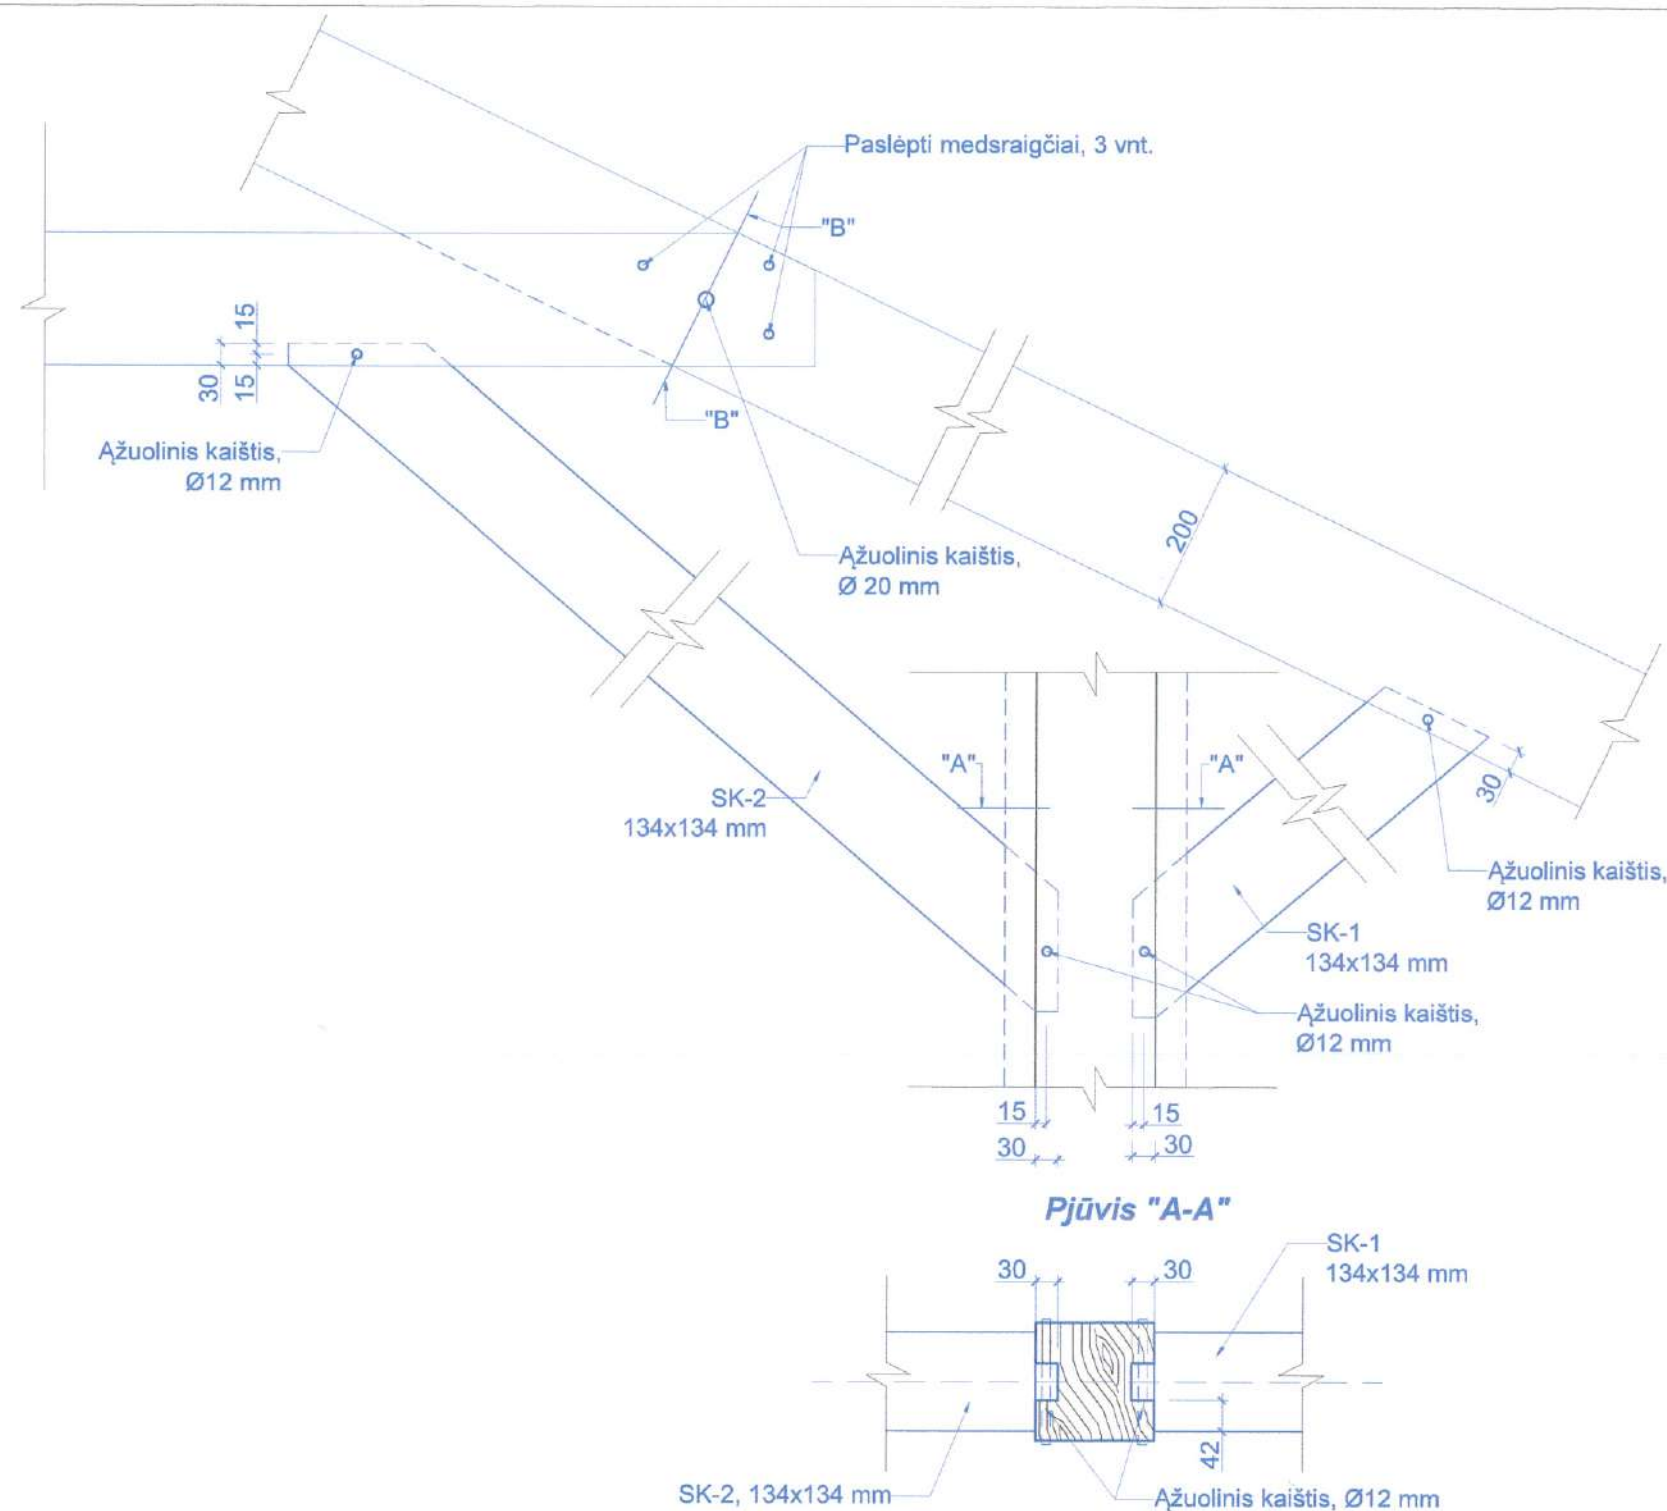 Paslėpti medsraigčiai, 3 vnt.
"B"
15
30
15
"B"
Ąžuolinis kaištis,
Ø12 mm
Ąžuolinis kaištis,
Ø 20 mm
200
"A"
"A"
SK-2
134x134 mm
30
Ąžuolinis kaištis,
Ø12 mm
SK-1
134x134 mm
Ąžuolinis kaištis,
Ø12 mm
15
15
30
30
Pjūvis "A-A"
SK-1
134x134 mm
30
30
42
SK-2, 134x134 mm
Ąžuolinis kaištis, Ø12 mm